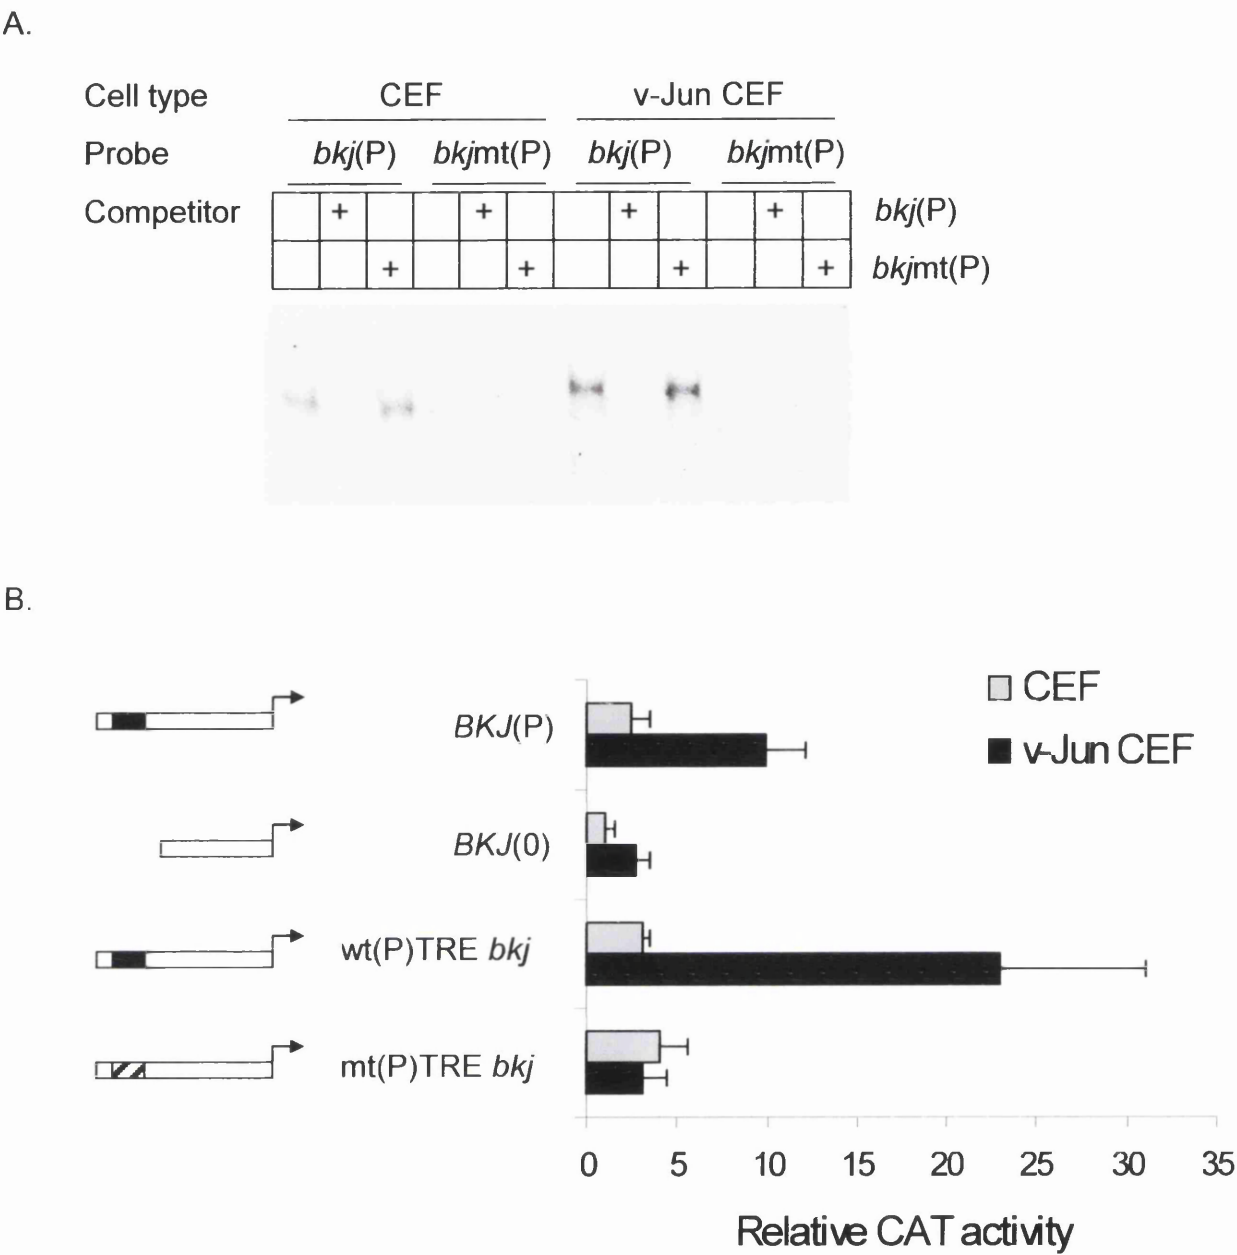 A.
Cell type CEF v-Jun CEF
Probe bkj(P) bkjmt(P) bkj(P) bkjmt(P)
Competitor + + + + bkj(P)
+ + + + bkjmt(P)
B.
CEF
v-Jun CEF
BKJ(P)
BKJ(0)
wt(P)TRE bkj
mt(P)TRE bkj
0 5 10 15 20 25 30 35
Relative CAT activity